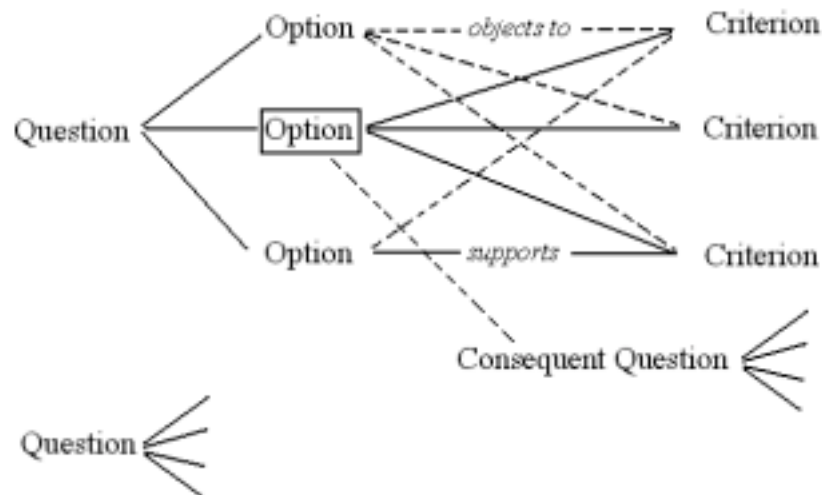 Option objects to Criterion
Question Option Criterion
Option supports Criterion
Consequent Question
Question